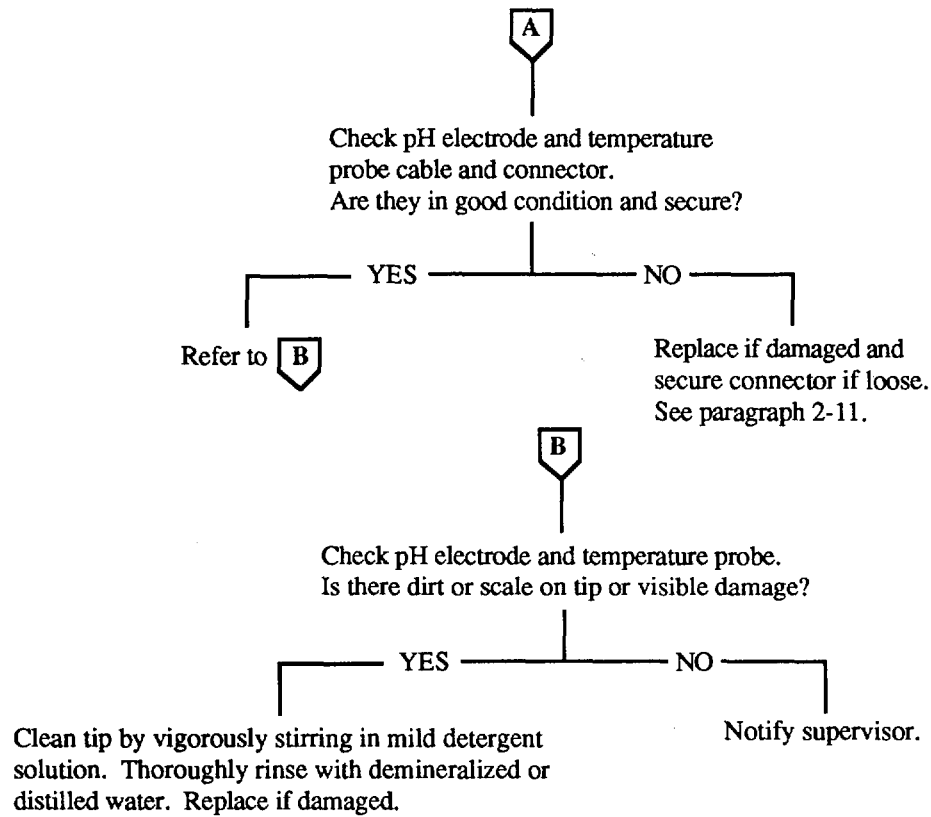 A
Check pH electrode and temperature
probe cable and connector.
Are they in good condition and secure?
YES
NO
Refer to B
Replace if damaged and
secure connector if loose.
See paragraph 2-11.
B
Check pH electrode and temperature probe.
Is there dirt or scale on tip or visible damage?
YES
NO
Clean tip by vigorously stirring in mild detergent
solution. Thoroughly rinse with demineralized or
distilled water. Replace if damaged.
Notify supervisor.